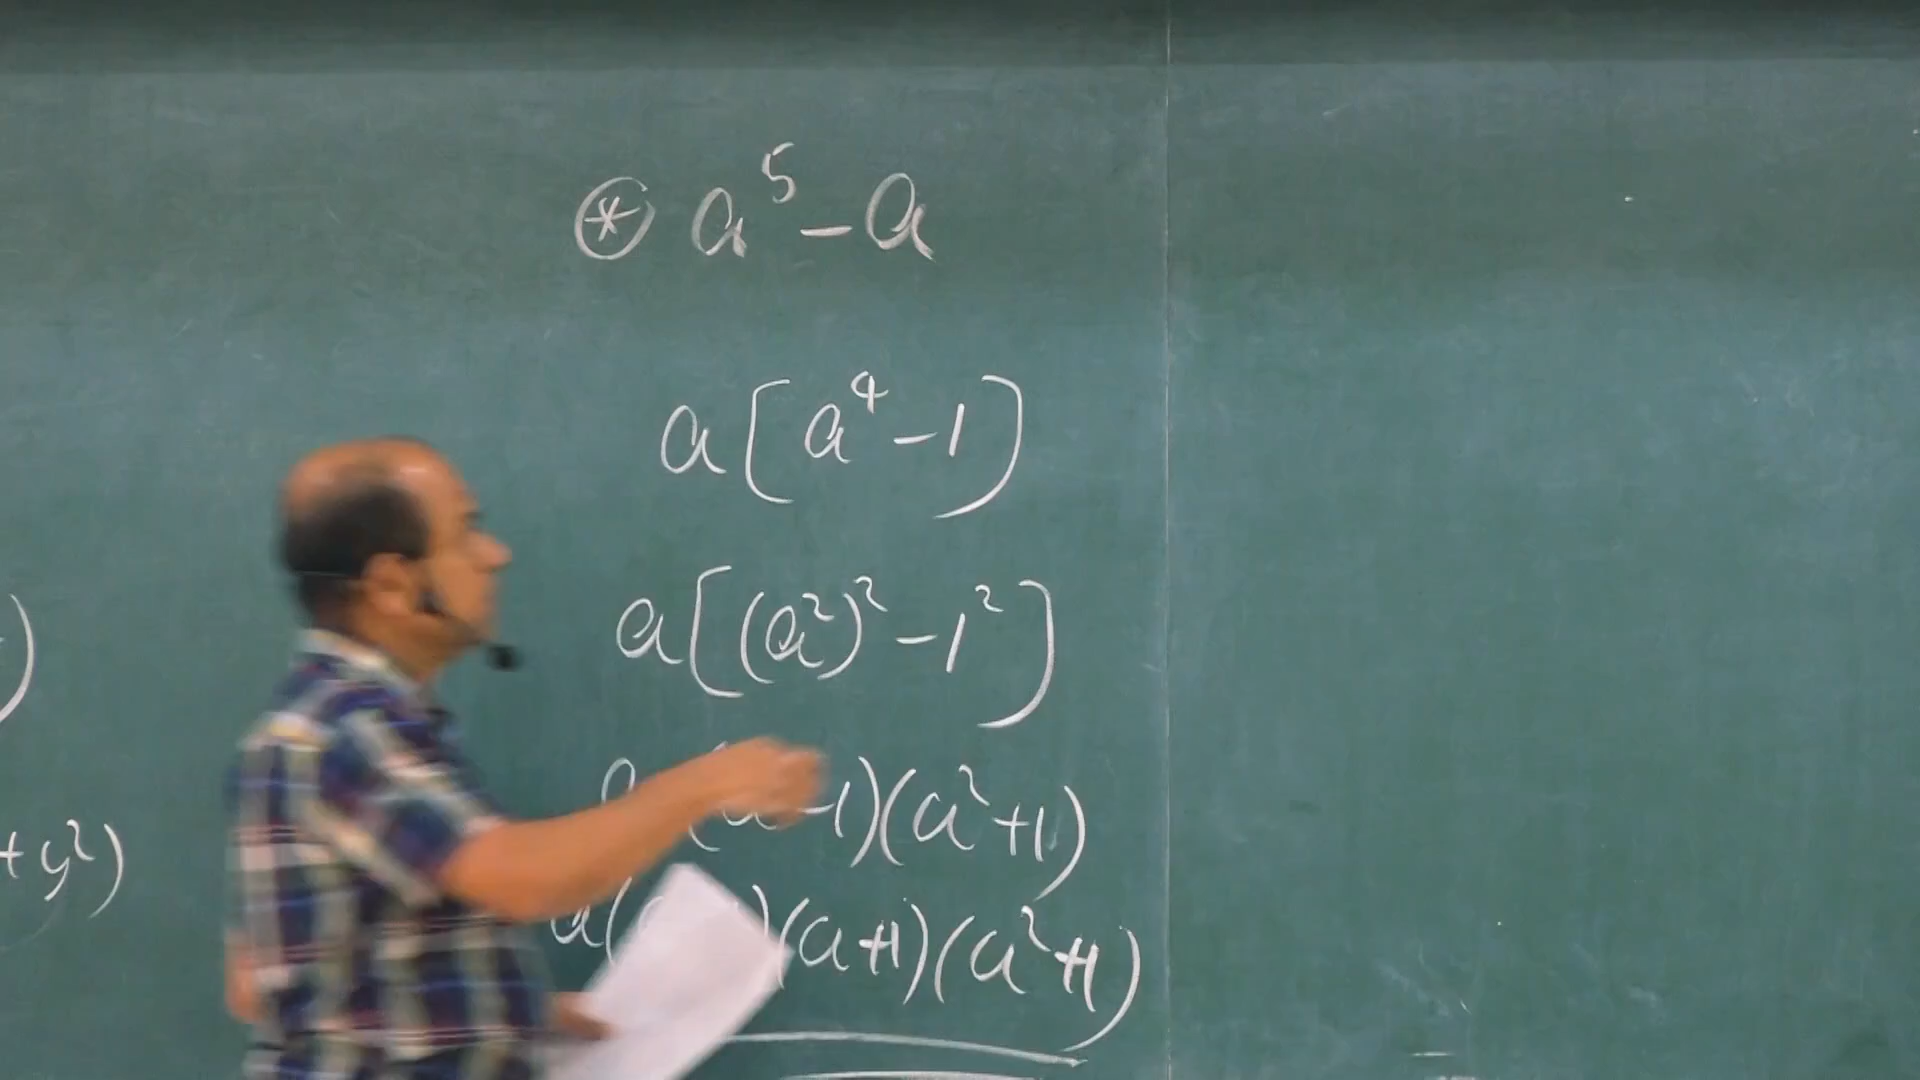 )
+y²)
⊛ a⁵ - a
a[a⁴ - 1]
a[(a²)² - 1²]
-1)(a²+1)
a( )(a+1)(a²+1)